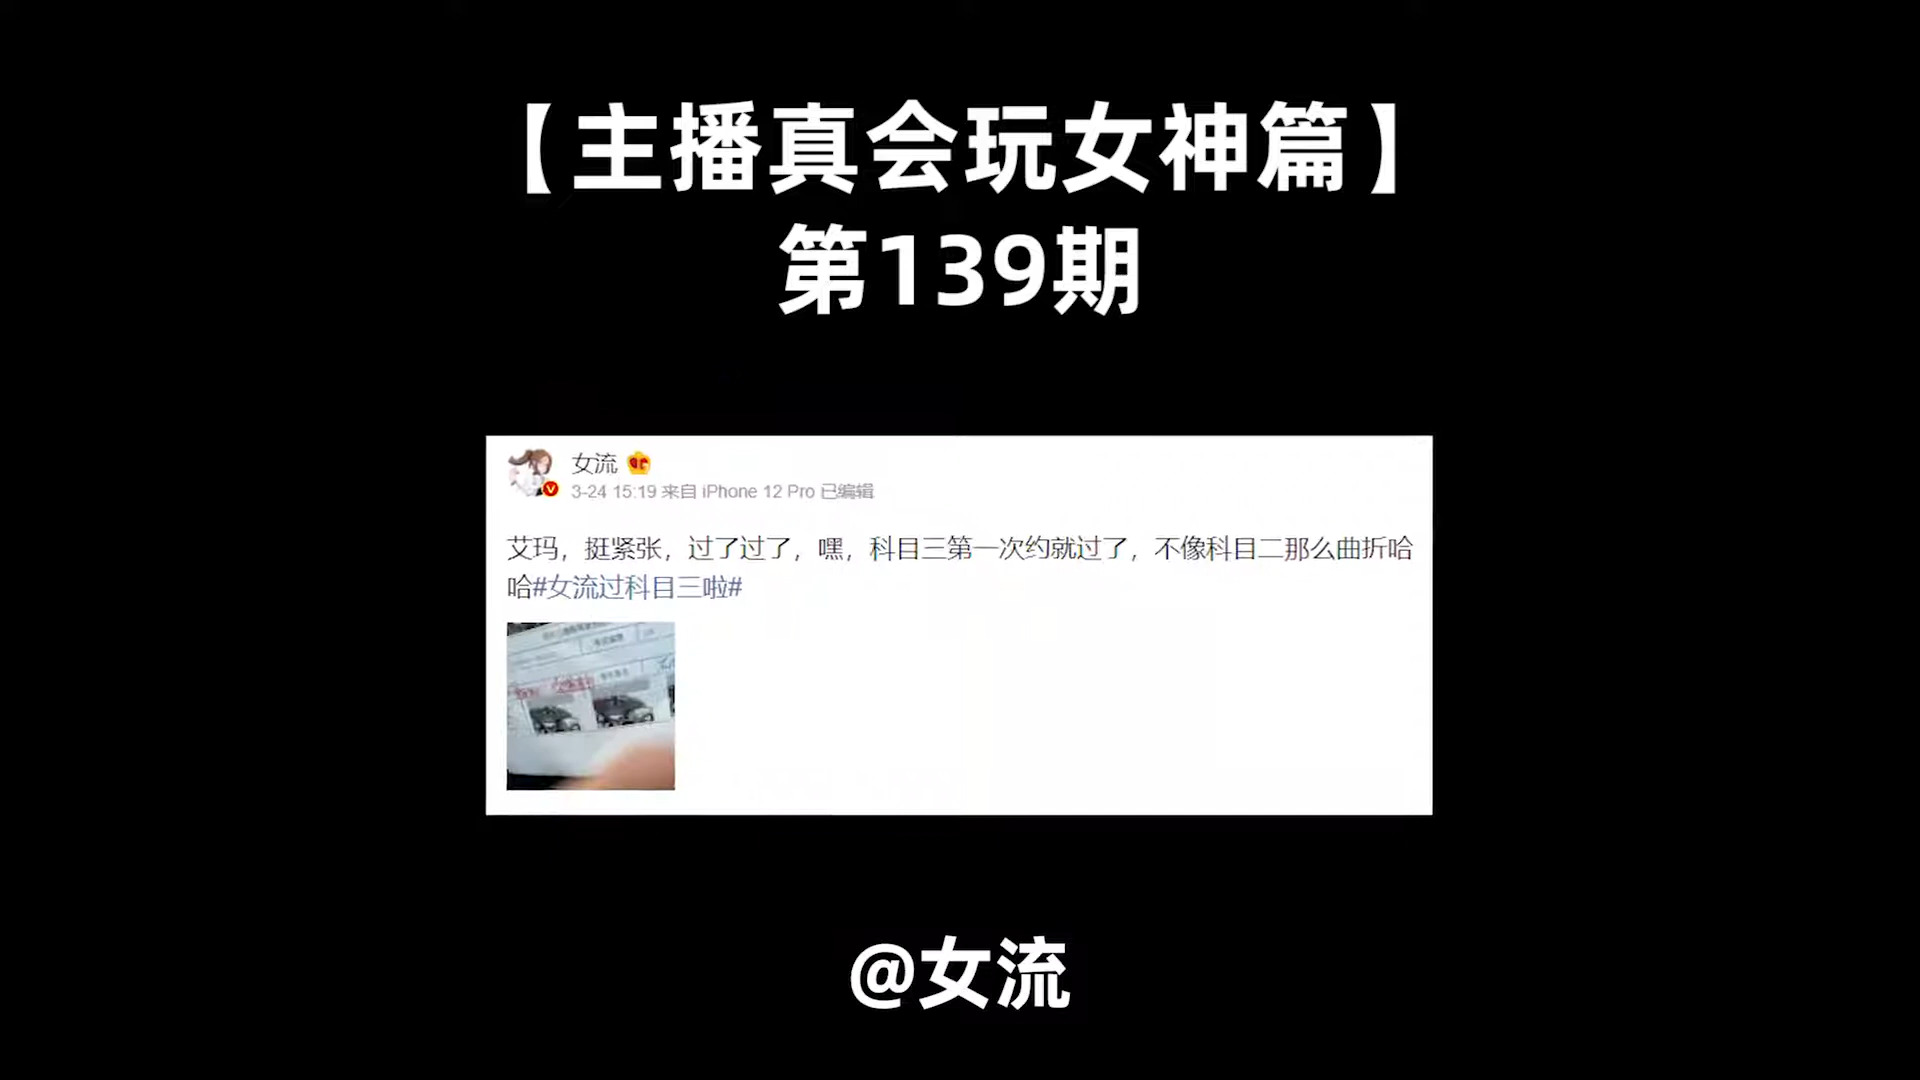 【主播真会玩女神篇】
第139期
女流
3-24 15:19 来自 iPhone 12 Pro 已编辑
艾玛，挺紧张，过了过了，嘿，科目三第一次约就过了，不像科目二那么曲折哈
哈#女流过科目三啦#
@女流